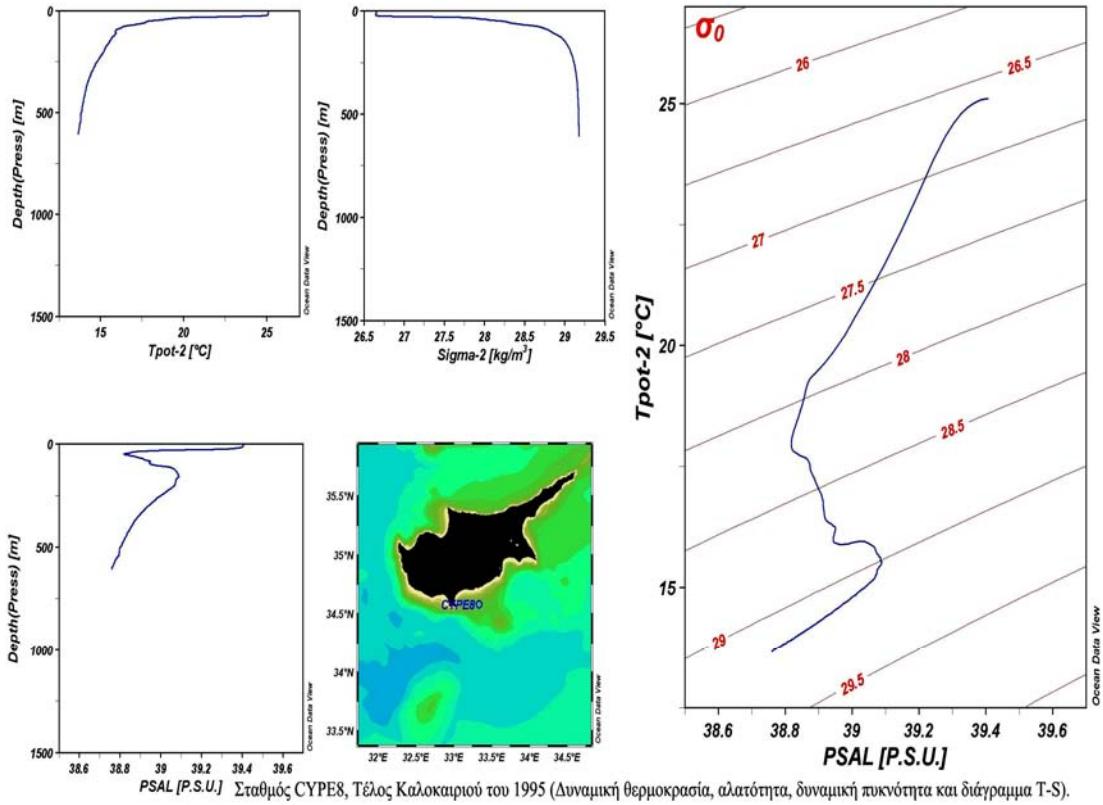 0
500
1000
1500
Depth(Press) [m]
15 20 25
Tpot-2 [°C]
Ocean Data View
0
500
1000
1500
Depth(Press) [m]
26.5 27 27.5 28 28.5 29 29.5
Sigma-2 [kg/m³]
Ocean Data View
σ₀
26
26.5
27
27.5
28
28.5
29
29.5
25
20
15
Tpot-2 [°C]
38.6 38.8 39 39.2 39.4 39.6
PSAL [P.S.U.]
Ocean Data View
0
500
1000
1500
Depth(Press) [m]
38.6 38.8 39 39.2 39.4 39.6
PSAL [P.S.U.]
Ocean Data View
35.5°N
35°N
34.5°N
34°N
33.5°N
CYPE8O
32°E 32.5°E 33°E 33.5°E 34°E 34.5°E
Ocean Data View
Σταθμός CYPE8, Τέλος Καλοκαιριού του 1995 (Δυναμική θερμοκρασία, αλατότητα, δυναμική πυκνότητα και διάγραμμα T-S).